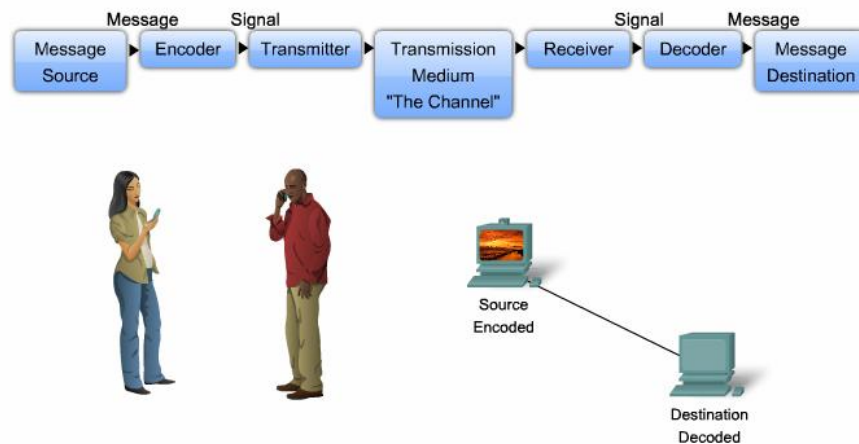 Message
Signal
Signal
Message
Message
Source
Encoder
Transmitter
Transmission
Medium
"The Channel"
Receiver
Decoder
Message
Destination
Source
Encoded
Destination
Decoded